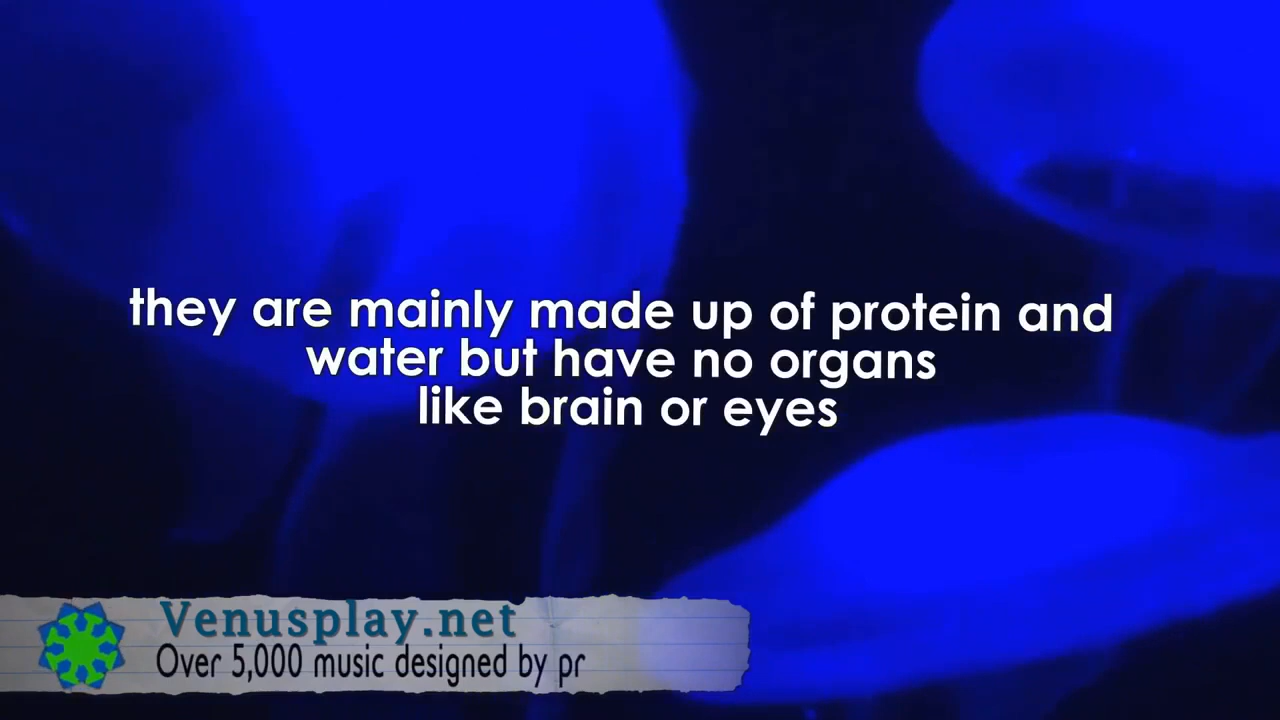 they are mainly made up of protein and
water but have no organs
like brain or eyes
Venusplay.net
Over 5,000 music designed by pr